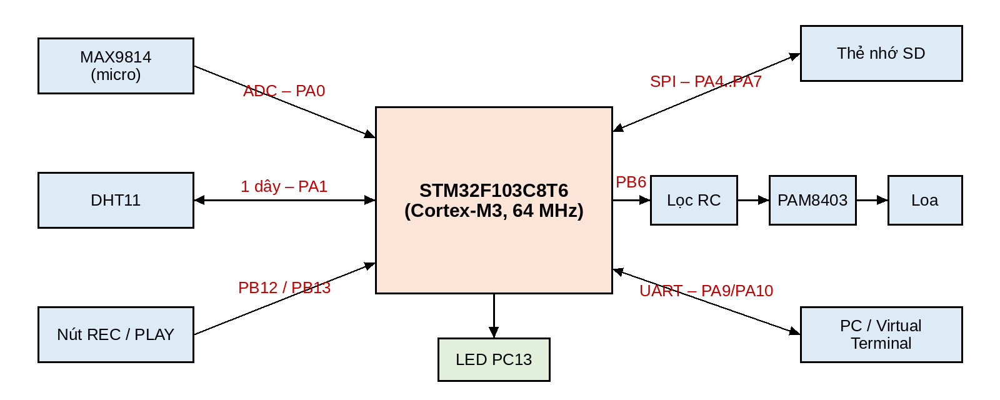 MAX9814
(micro)
ADC – PA0
DHT11
1 dây – PA1
Nút REC / PLAY
PB12 / PB13
STM32F103C8T6
(Cortex-M3, 64 MHz)
LED PC13
Thẻ nhớ SD
SPI – PA4..PA7
PB6
Lọc RC
PAM8403
Loa
UART – PA9/PA10
PC / Virtual
Terminal